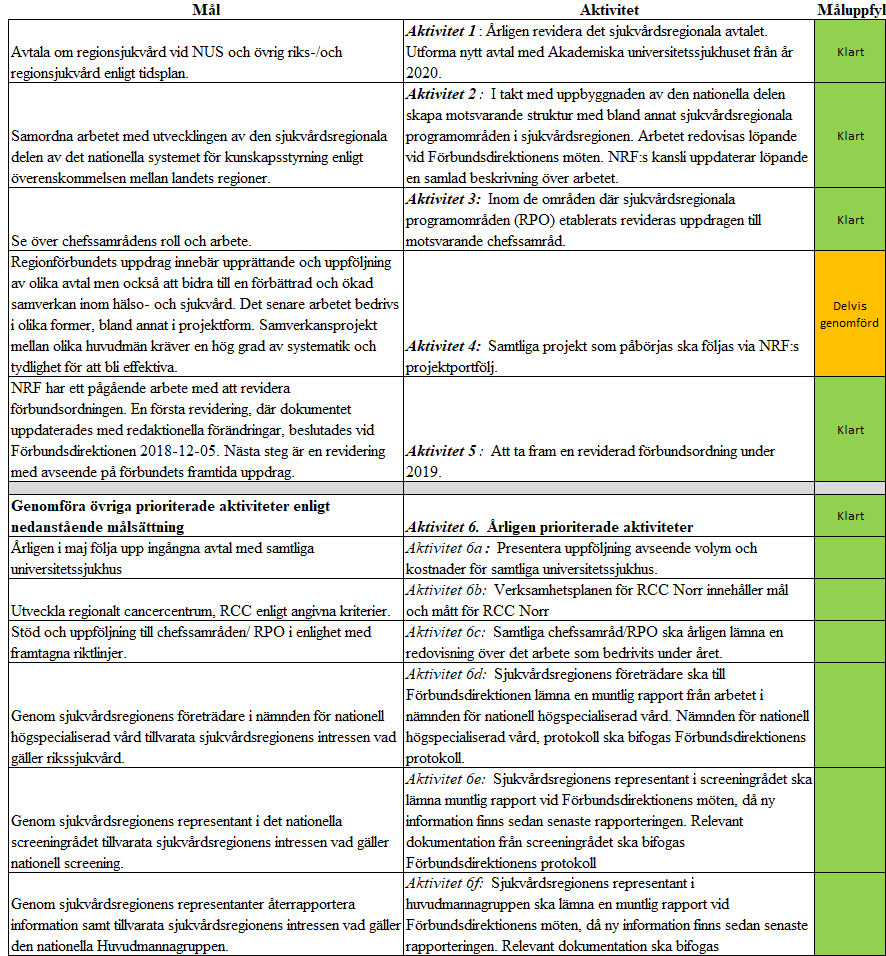 Mål Aktivitet Måluppfyl
Avtala om regionsjukvård vid NUS och övrig riks-/och
regionsjukvård enligt tidsplan.
Aktivitet 1 : Årligen revidera det sjukvårdsregionala avtalet.
Utforma nytt avtal med Akademiska universitetssjukhuset från år
2020.
Klart
Samordna arbetet med utvecklingen av den sjukvårdsregionala
delen av det nationella systemet för kunskapsstyrning enligt
överenskommelsen mellan landets regioner.
Aktivitet 2 : I takt med uppbyggnaden av den nationella delen
skapa motsvarande struktur med bland annat sjukvårdsregionala
programområden i sjukvårdsregionen. Arbetet redovisas löpande
vid Förbundsdirektionens möten. NRF:s kansli uppdaterar löpande
en samlad beskrivning över arbetet.
Klart
Se över chefssamrådens roll och arbete.
Aktivitet 3: Inom de områden där sjukvårdsregionala
programområden (RPO) etablerats revideras uppdragen till
motsvarande chefssamråd.
Klart
Regionförbundets uppdrag innebär upprättande och uppföljning
av olika avtal men också att bidra till en förbättrad och ökad
samverkan inom hälso- och sjukvård. Det senare arbetet bedrivs
i olika former, bland annat i projektform. Samverkansprojekt
mellan olika huvudmän kräver en hög grad av systematik och
tydlighet för att bli effektiva.
Aktivitet 4: Samtliga projekt som påbörjas ska följas via NRF:s
projektportfölj.
Delvis
genomförd
NRF har ett pågående arbete med att revidera
förbundsordningen. En första revidering, där dokumentet
uppdaterades med redaktionella förändringar, beslutades vid
Förbundsdirektionen 2018-12-05. Nästa steg är en revidering
med avseende på förbundets framtida uppdrag.
Aktivitet 5 : Att ta fram en reviderad förbundsordning under
2019.
Klart
Genomföra övriga prioriterade aktiviteter enligt
nedanstående målsättning
Aktivitet 6. Årligen prioriterade aktiviteter
Klart
Årligen i maj följa upp ingångna avtal med samtliga
universitetssjukhus
Aktivitet 6a : Presentera uppföljning avseende volym och
kostnader för samtliga universitetssjukhus.
Utveckla regionalt cancercentrum, RCC enligt angivna kriterier.
Aktivitet 6b: Verksamhetsplanen för RCC Norr innehåller mål
och mått för RCC Norr
Stöd och uppföljning till chefssamråden/ RPO i enlighet med
framtagna riktlinjer.
Aktivitet 6c: Samtliga chefssamråd/RPO ska årligen lämna en
redovisning över det arbete som bedrivits under året.
Genom sjukvårdsregionens företrädare i nämnden för nationell
högspecialiserad vård tillvarata sjukvårdsregionens intressen vad
gäller rikssjukvård.
Aktivitet 6d: Sjukvårdsregionens företrädare ska till
Förbundsdirektionen lämna en muntlig rapport från arbetet i
nämnden för nationell högspecialiserad vård. Nämnden för nationell
högspecialiserad vård, protokoll ska bifogas Förbundsdirektionens
protokoll.
Genom sjukvårdsregionens representant i det nationella
screeningrådet tillvarata sjukvårdsregionens intressen vad gäller
nationell screening.
Aktivitet 6e: Sjukvårdsregionens representant i screeningrådet ska
lämna muntlig rapport vid Förbundsdirektionens möten, då ny
information finns sedan senaste rapporteringen. Relevant
dokumentation från screeningrådet ska bifogas
Förbundsdirektionens protokoll
Genom sjukvårdsregionens representanter återrapportera
information samt tillvarata sjukvårdsregionens intressen vad gäller
den nationella Huvudmannagruppen.
Aktivitet 6f: Sjukvårdsregionens representant i
huvudmannagruppen ska lämna en muntlig rapport vid
Förbundsdirektionens möten, då ny information finns sedan senaste
rapporteringen. Relevant dokumentation ska bifogas